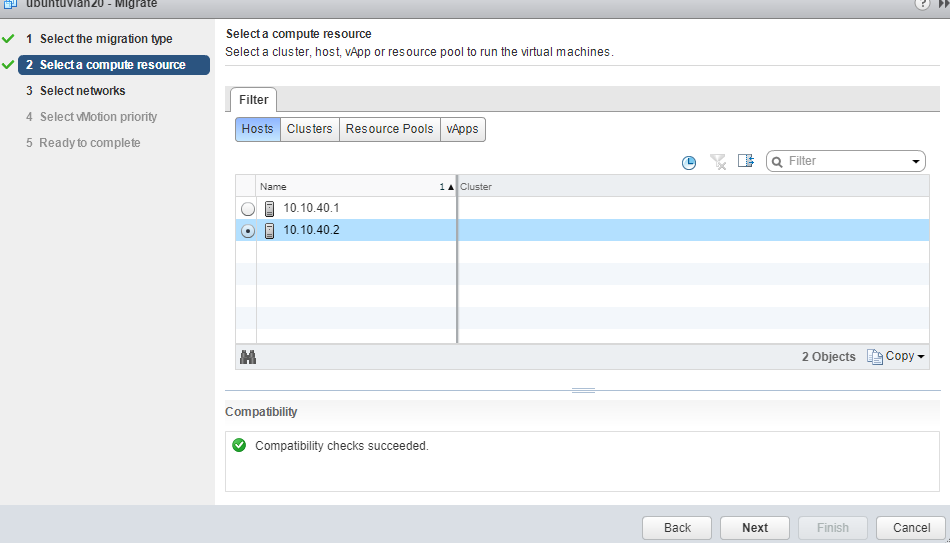 ubuntuvlan20 - Migrate
1 Select the migration type
2 Select a compute resource
3 Select networks
4 Select vMotion priority
5 Ready to complete
Select a compute resource
Select a cluster, host, vApp or resource pool to run the virtual machines.
Filter
Hosts Clusters Resource Pools vApps
Filter
Name 1 Cluster
10.10.40.1
10.10.40.2
2 Objects Copy
Compatibility
Compatibility checks succeeded.
Back Next Finish Cancel